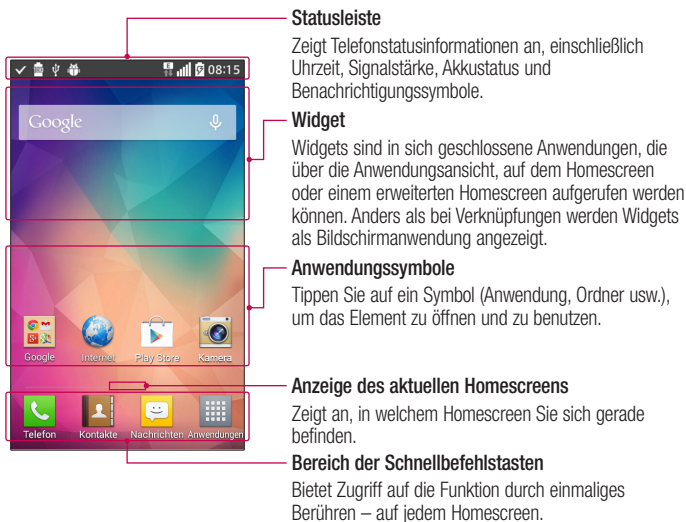 Statusleiste
Zeigt Telefonstatusinformationen an, einschließlich
Uhrzeit, Signalstärke, Akkustatus und
Benachrichtigungssymbole.
Widget
Widgets sind in sich geschlossene Anwendungen, die
über die Anwendungsansicht, auf dem Homescreen
oder einem erweiterten Homescreen aufgerufen werden
können. Anders als bei Verknüpfungen werden Widgets
als Bildschirmanwendung angezeigt.
Anwendungssymbole
Tippen Sie auf ein Symbol (Anwendung, Ordner usw.),
um das Element zu öffnen und zu benutzen.
Anzeige des aktuellen Homescreens
Zeigt an, in welchem Homescreen Sie sich gerade
befinden.
Bereich der Schnellbefehlstasten
Bietet Zugriff auf die Funktion durch einmaliges
Berühren – auf jedem Homescreen.
E 08:15
Google
Google Internet Play Store Kamera
Telefon Kontakte Nachrichten Anwendungen